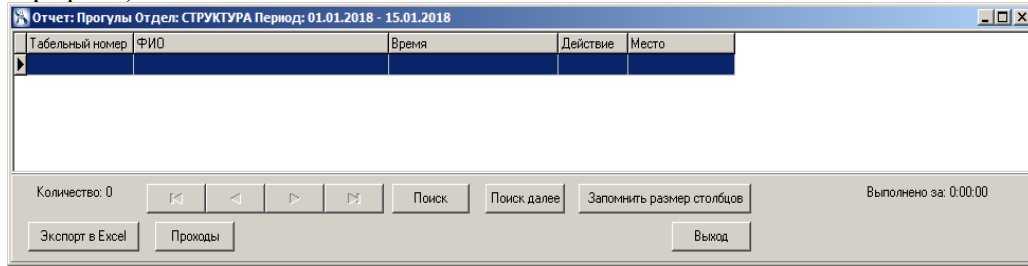 Отчет: Прогулы Отдел: СТРУКТУРА Период: 01.01.2018 - 15.01.2018
Табельный номер ФИО Время Действие Место
Количество: 0 Поиск Поиск далее Запомнить размер столбцов Выполнено за: 0:00:00
Экспорт в Excel Проходы Выход